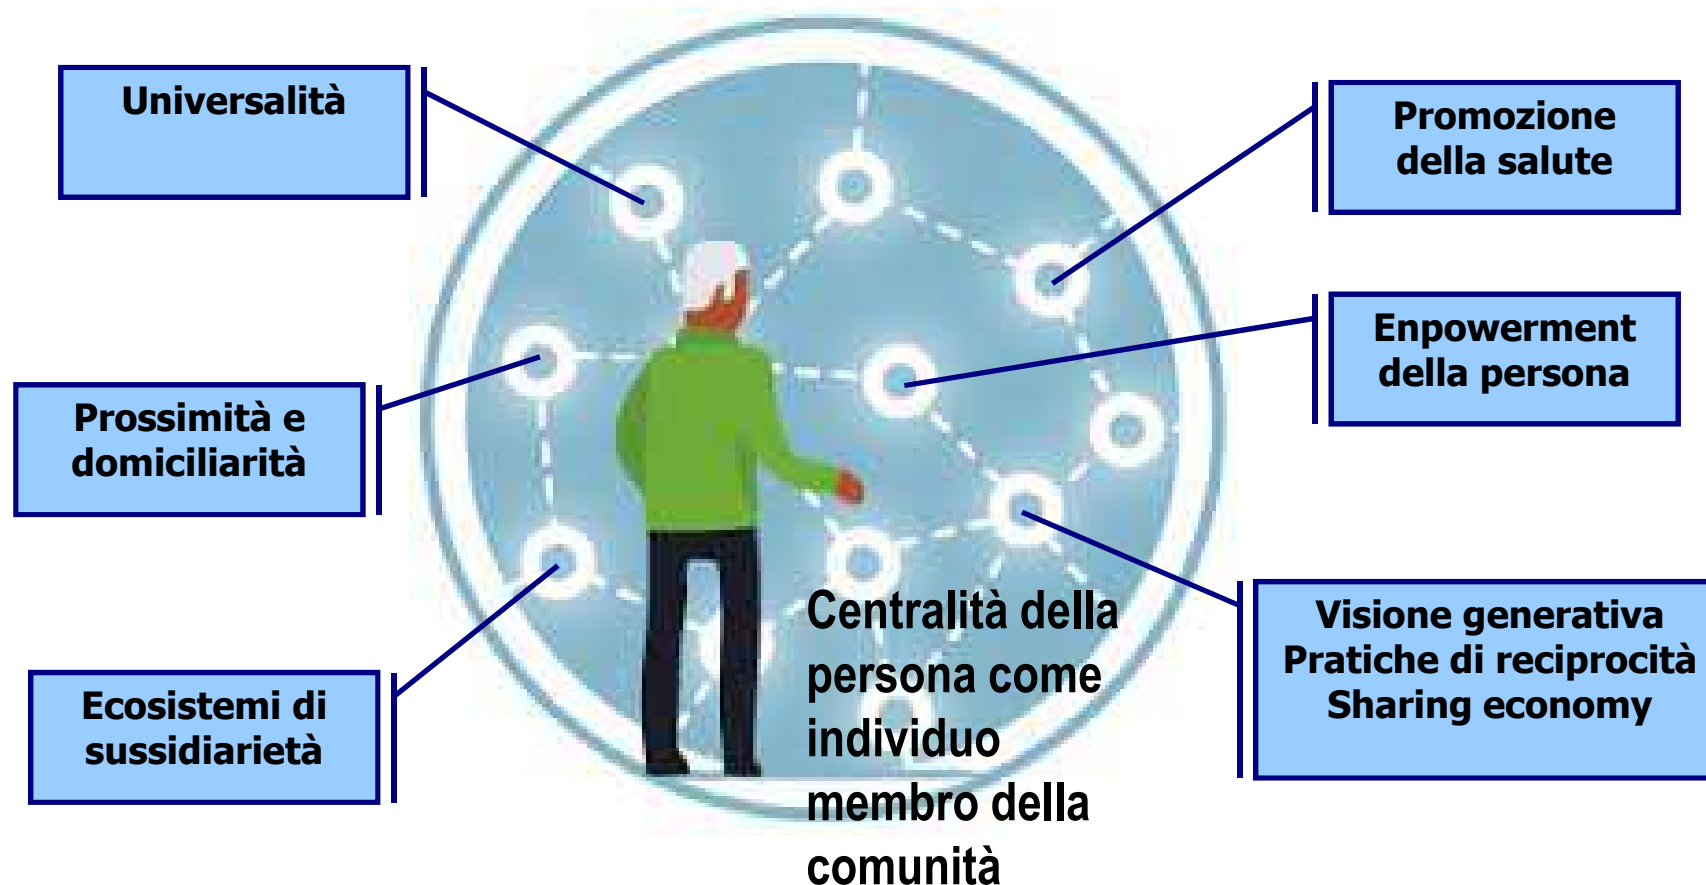 Universalità
Promozione
della salute
Enpowerment
della persona
Prossimità e
domiciliarità
Ecosistemi di
sussidiarietà
Centralità della
persona come
individuo
membro della
comunità
Visione generativa
Pratiche di reciprocità
Sharing economy